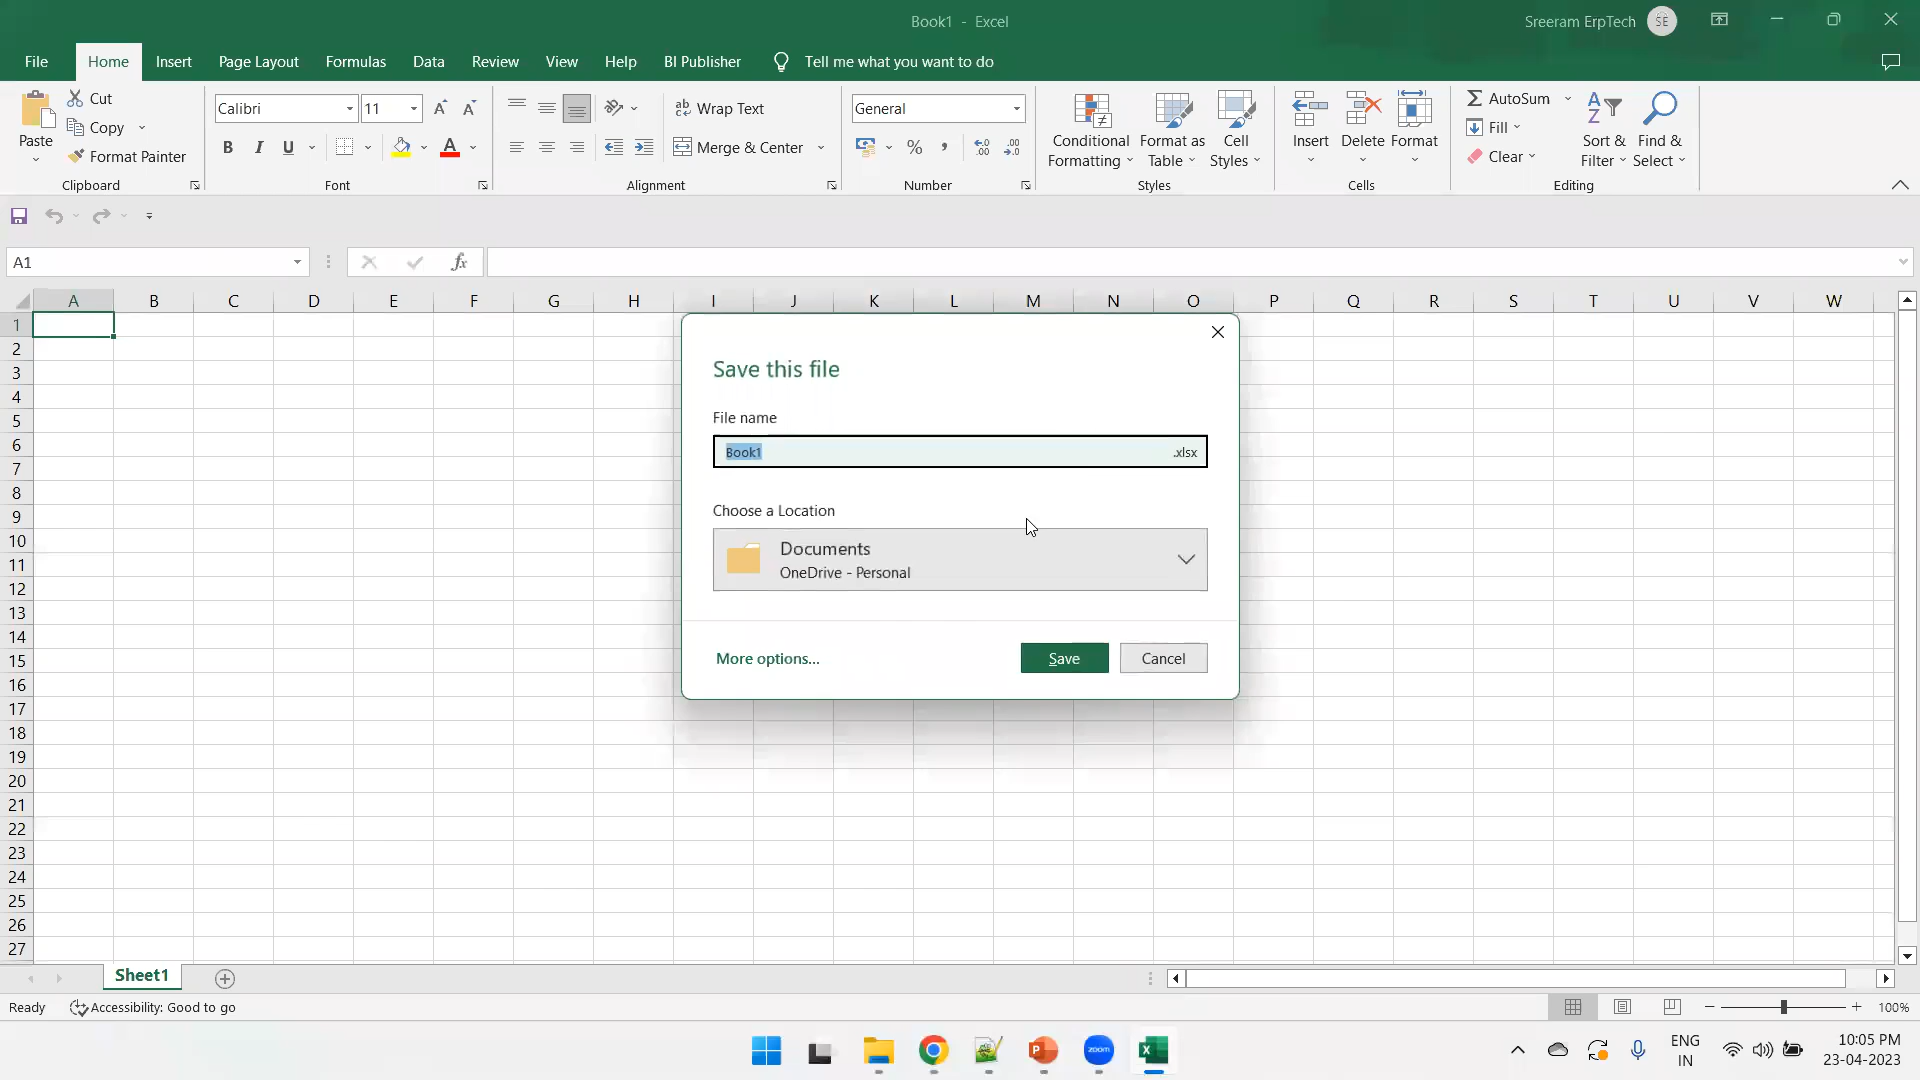 Book1 - Excel
Sreeram ErpTech SE
File Home Insert Page Layout Formulas Data Review View Help BI Publisher Tell me what you want to do
Paste
Cut
Copy
Format Painter
Clipboard
Calibri 11
B I U A
Font
ab Wrap Text
Merge & Center
Alignment
General
% ,
Number
Conditional
Formatting
Format as
Table
Cell
Styles
Styles
Insert Delete Format
Cells
AutoSum
Fill
Clear
Sort &
Filter
Find &
Select
Editing
A1 fx
A B C D E F G H I J K L M N O P Q R S T U V W
1
2
3
4
5
6
7
8
9
10
11
12
13
14
15
16
17
18
19
20
21
22
23
24
25
26
27
Save this file
File name
Book1 .xlsx
Choose a Location
Documents
OneDrive - Personal
More options... Save Cancel
Sheet1
Ready Accessibility: Good to go 100%
zoom
ENG
IN
10:05 PM
23-04-2023